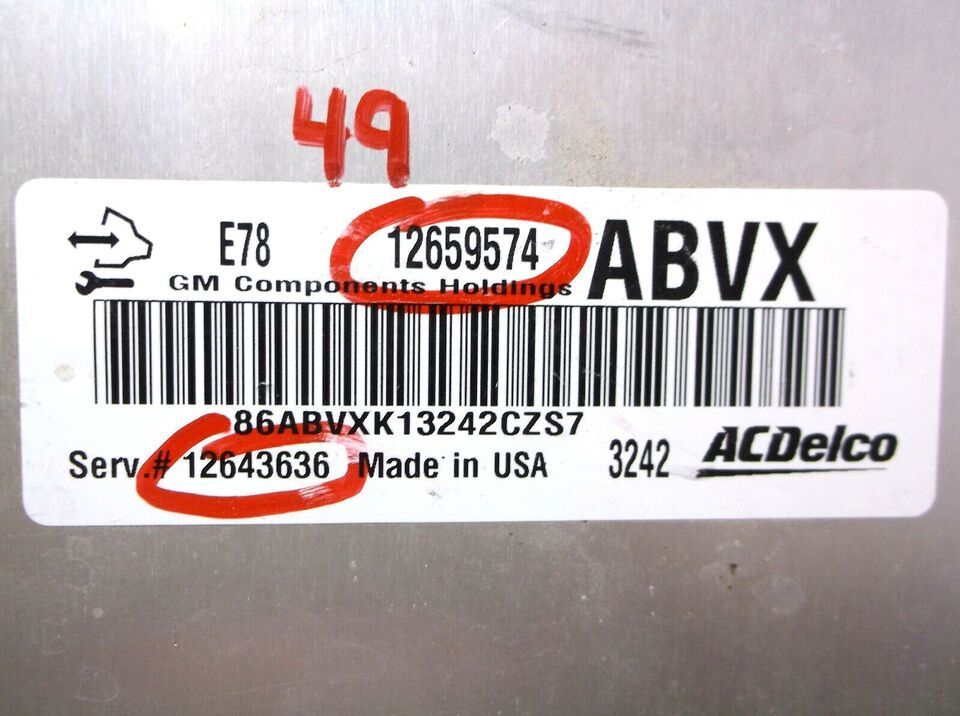 49
E78 12659574 ABVX
GM Components Holdings
86ABVXK13242CZS7
Serv.# 12643636 Made in USA 3242 ACDelco